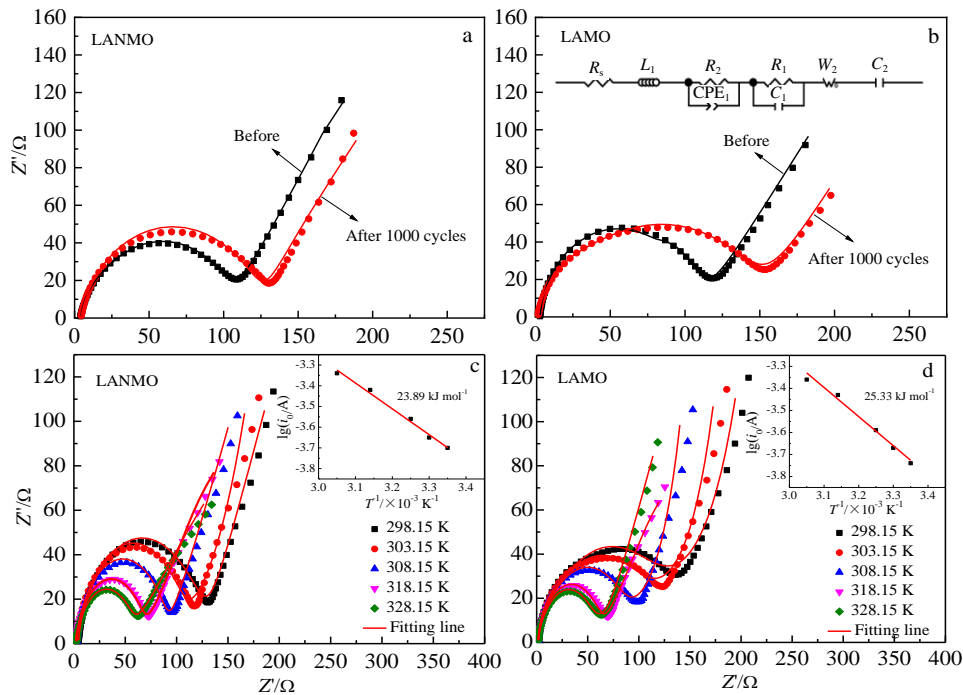 LANMO
a
Before
After 1000 cycles
Z''/Ω
140
120
100
80
60
40
20
0
0 50 100 150 200 250
LAMO
b
Rs L1 R2 R1 W2 C2
CPE1 C1
Before
After 1000 cycles
140
120
100
80
60
40
20
0
0 50 100 150 200 250
LANMO
c
Z''/Ω
120
100
80
60
40
20
0
lg(i0/A)
-3.3
-3.4
-3.5
-3.6
-3.7
-3.8
23.89 kJ mol-1
3.0 3.1 3.2 3.3 3.4
T-1/×10-3 K-1
298.15 K
303.15 K
308.15 K
318.15 K
328.15 K
Fitting line
0 50 100 150 200 250 300 350 400
Z'/Ω
LAMO
d
120
100
80
60
40
20
0
lg(i0/A)
-3.3
-3.4
-3.5
-3.6
-3.7
-3.8
25.33 kJ mol-1
3.0 3.1 3.2 3.3 3.4
T-1/×10-3 K-1
298.15 K
303.15 K
308.15 K
318.15 K
328.15 K
Fitting line
0 50 100 150 200 250 300 350 400
Z'/Ω